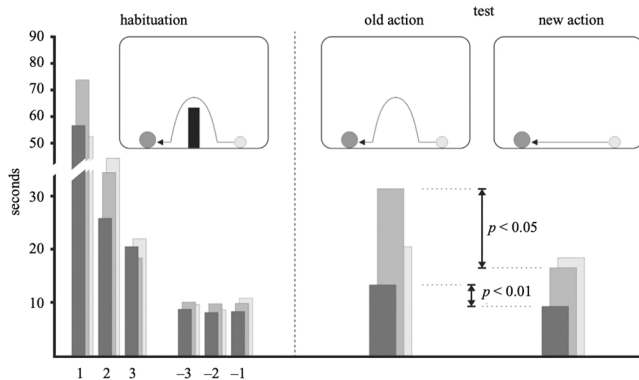 test
habituation
old action
new action
90
80
70
60
50
30
20
10
seconds
p < 0.05
p < 0.01
1 2 3 –3 –2 –1